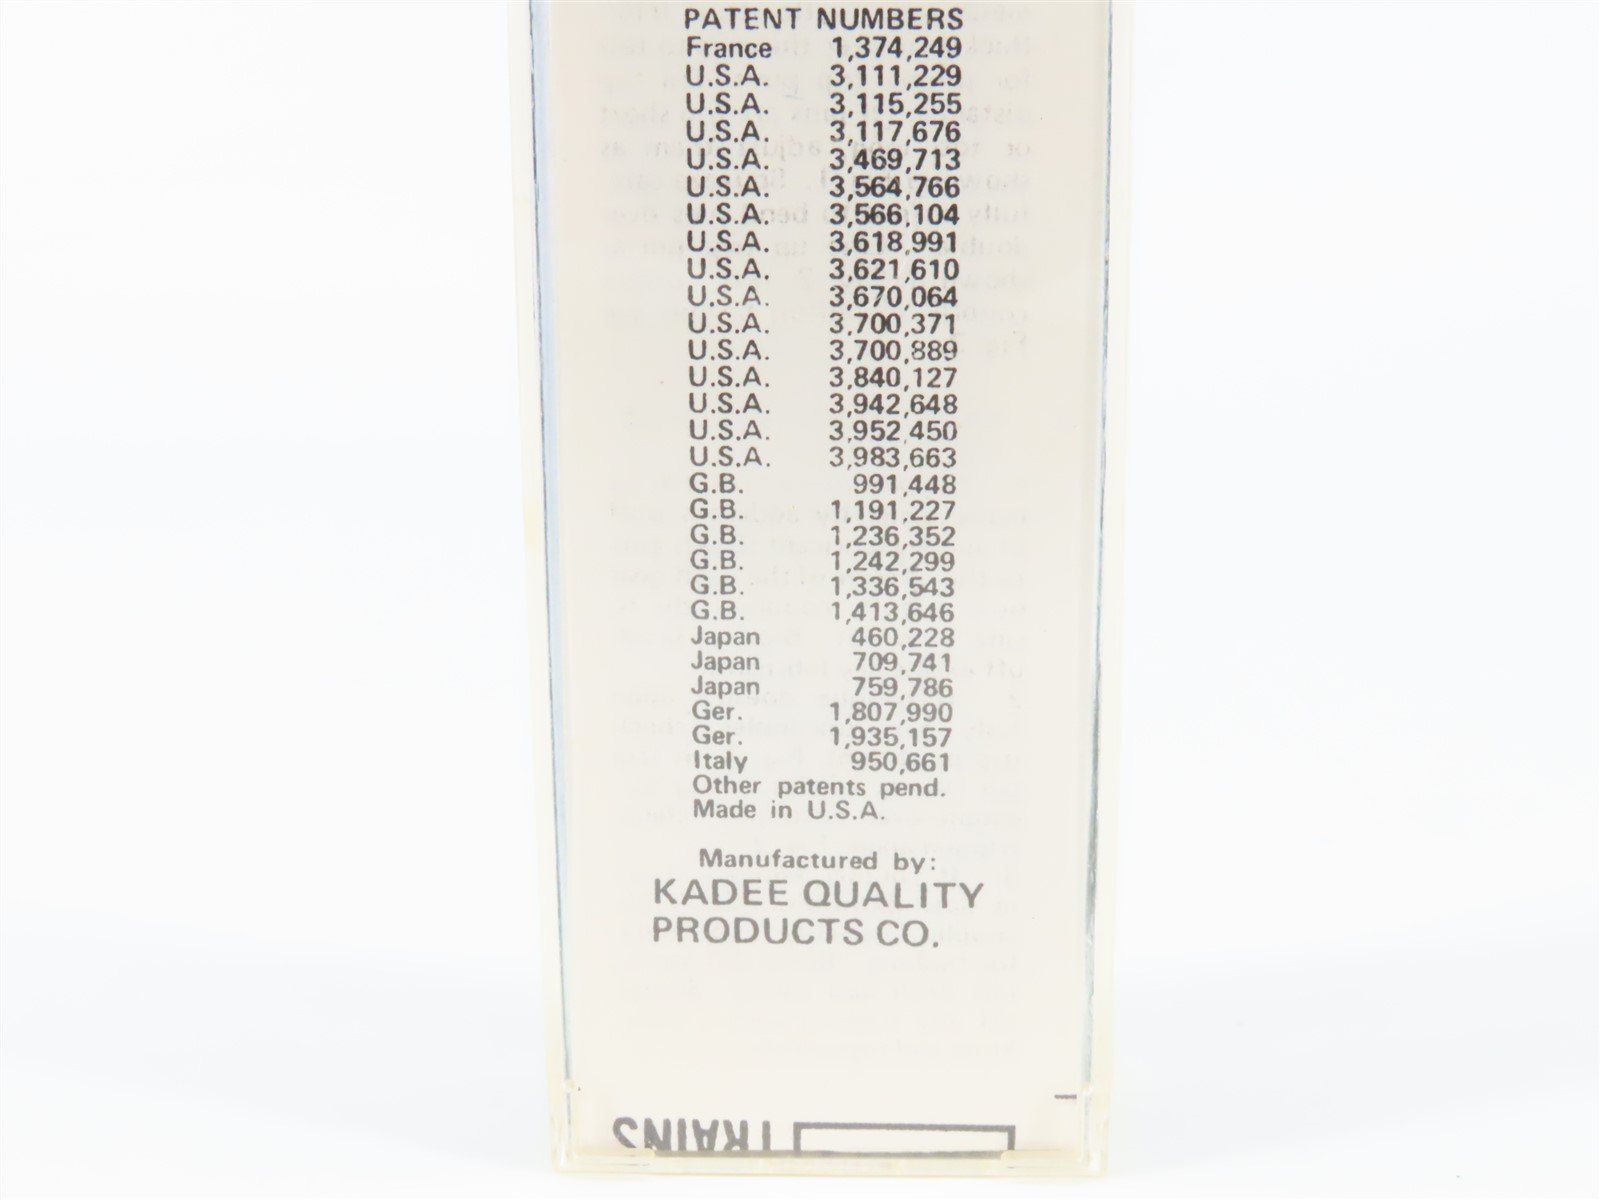 PATENT NUMBERS
France 1,374,249
U.S.A. 3,111,229
U.S.A. 3,115,255
U.S.A. 3,117,676
U.S.A. 3,469,713
U.S.A. 3,564,766
U.S.A. 3,566,104
U.S.A. 3,618,991
U.S.A. 3,621,610
U.S.A. 3,670,064
U.S.A. 3,700,371
U.S.A. 3,700,889
U.S.A. 3,840,127
U.S.A. 3,942,648
U.S.A. 3,952,450
U.S.A. 3,983,663
G.B. 991,448
G.B. 1,191,227
G.B. 1,236,352
G.B. 1,242,299
G.B. 1,336,543
G.B. 1,413,646
Japan 460,228
Japan 709,741
Japan 759,786
Ger. 1,807,990
Ger. 1,935,157
Italy 950,661
Other patents pend.
Made in U.S.A.
Manufactured by:
KADEE QUALITY
PRODUCTS CO.
TRAINS